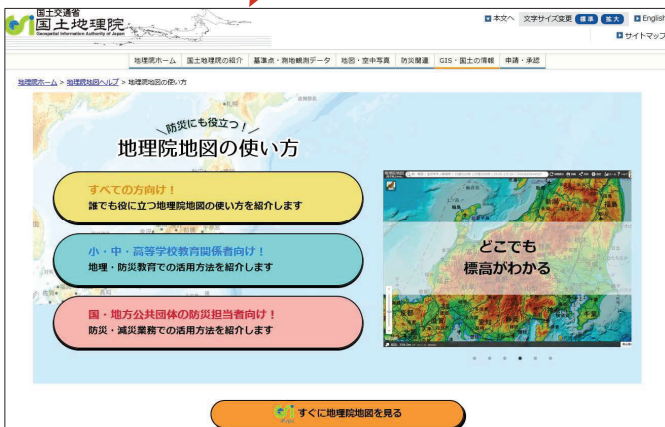 国土交通省
国土地理院
Geospatial Information Authority of Japan
本文へ 文字サイズ変更 標準 拡大 English
サイトマップ
地理院ホーム 国土地理院の紹介 基準点・測地観測データ 地図・空中写真 防災関連 GIS・国土の情報 申請・承認
地理院ホーム > 地理院地図ヘルプ > 地理院地図の使い方
防災にも役立つ!
地理院地図の使い方
すべての方向け!
誰でも役に立つ地理院地図の使い方を紹介します
小・中・高等学校教育関係者向け!
地理・防災教育での活用方法を紹介します
国・地方公共団体の防災担当者向け!
防災・減災業務での活用方法を紹介します
どこでも
標高がわかる
すぐに地理院地図を見る